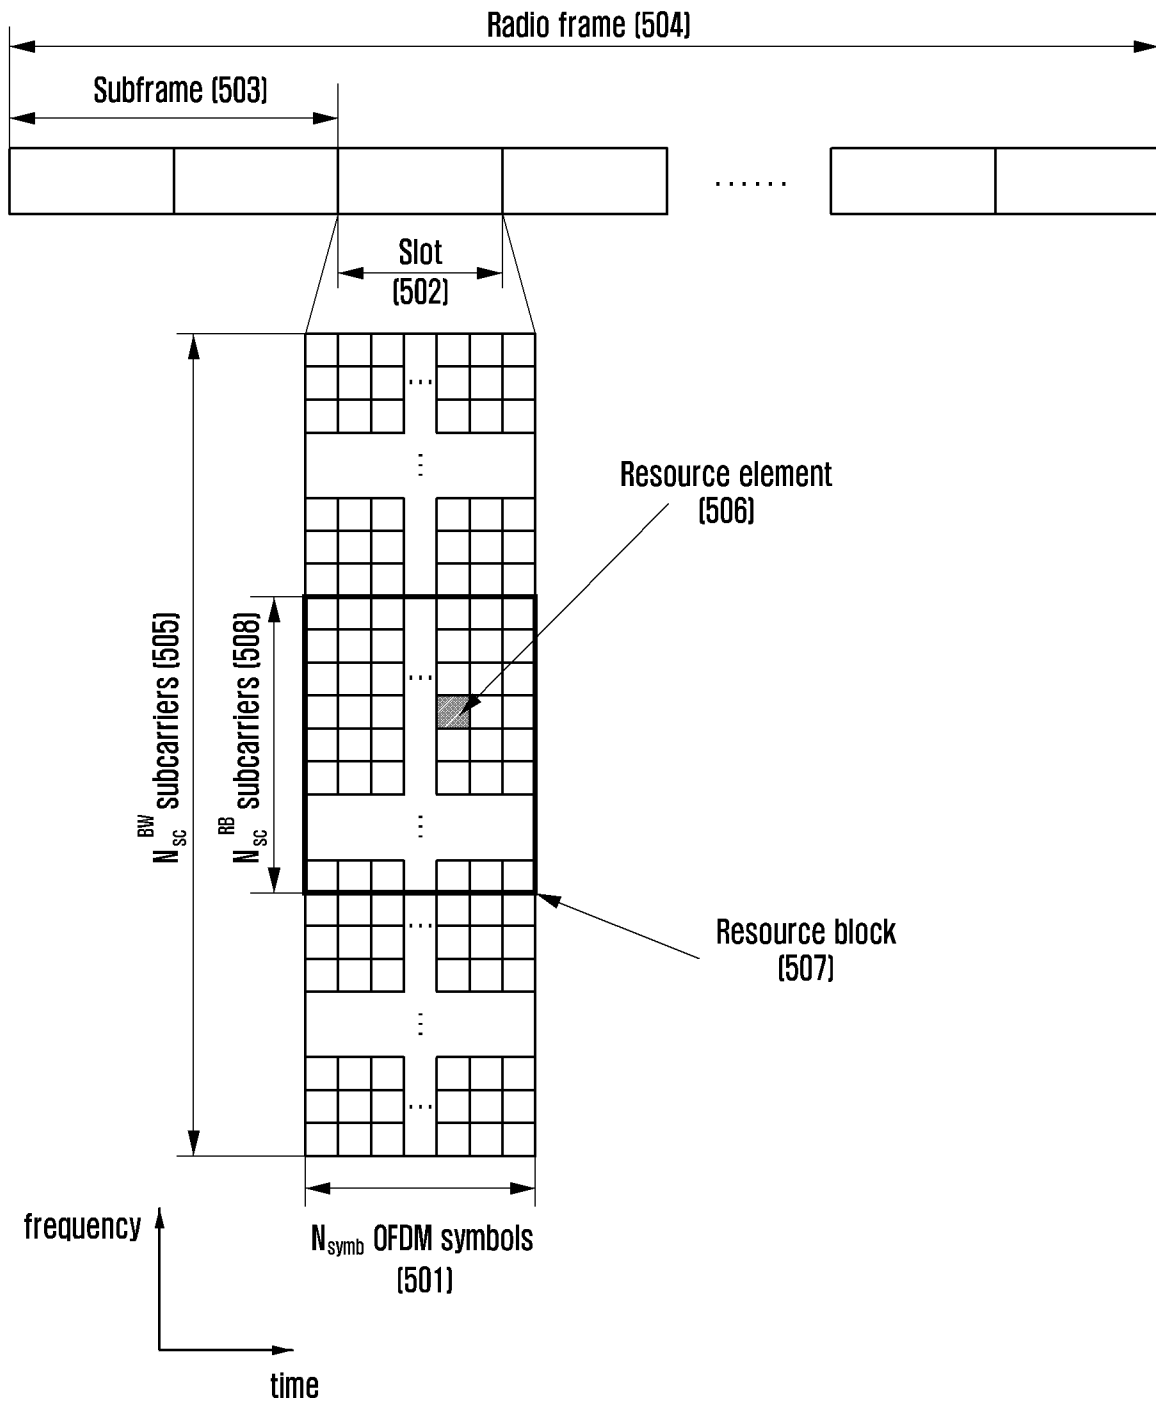 Radio frame (504)
Subframe (503)
......
Slot
(502)
...
...
Resource element
(506)
N_sc^BW subcarriers (505)
N_sc^RB subcarriers (508)
...
...
...
Resource block
(507)
...
...
frequency
N_symb OFDM symbols
(501)
time